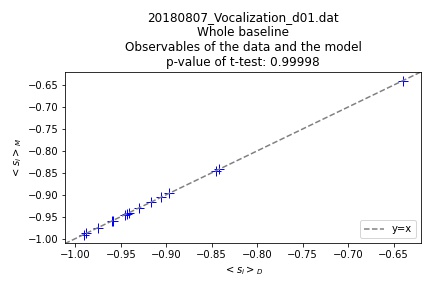 20180807_Vocalization_d01.dat
Whole baseline
Observables of the data and the model
p-value of t-test: 0.99998
−0.65
−0.70
−0.75
−0.80
−0.85
−0.90
−0.95
−1.00
< s_i >_M
y=x
−1.00 −0.95 −0.90 −0.85 −0.80 −0.75 −0.70 −0.65
< s_i >_D